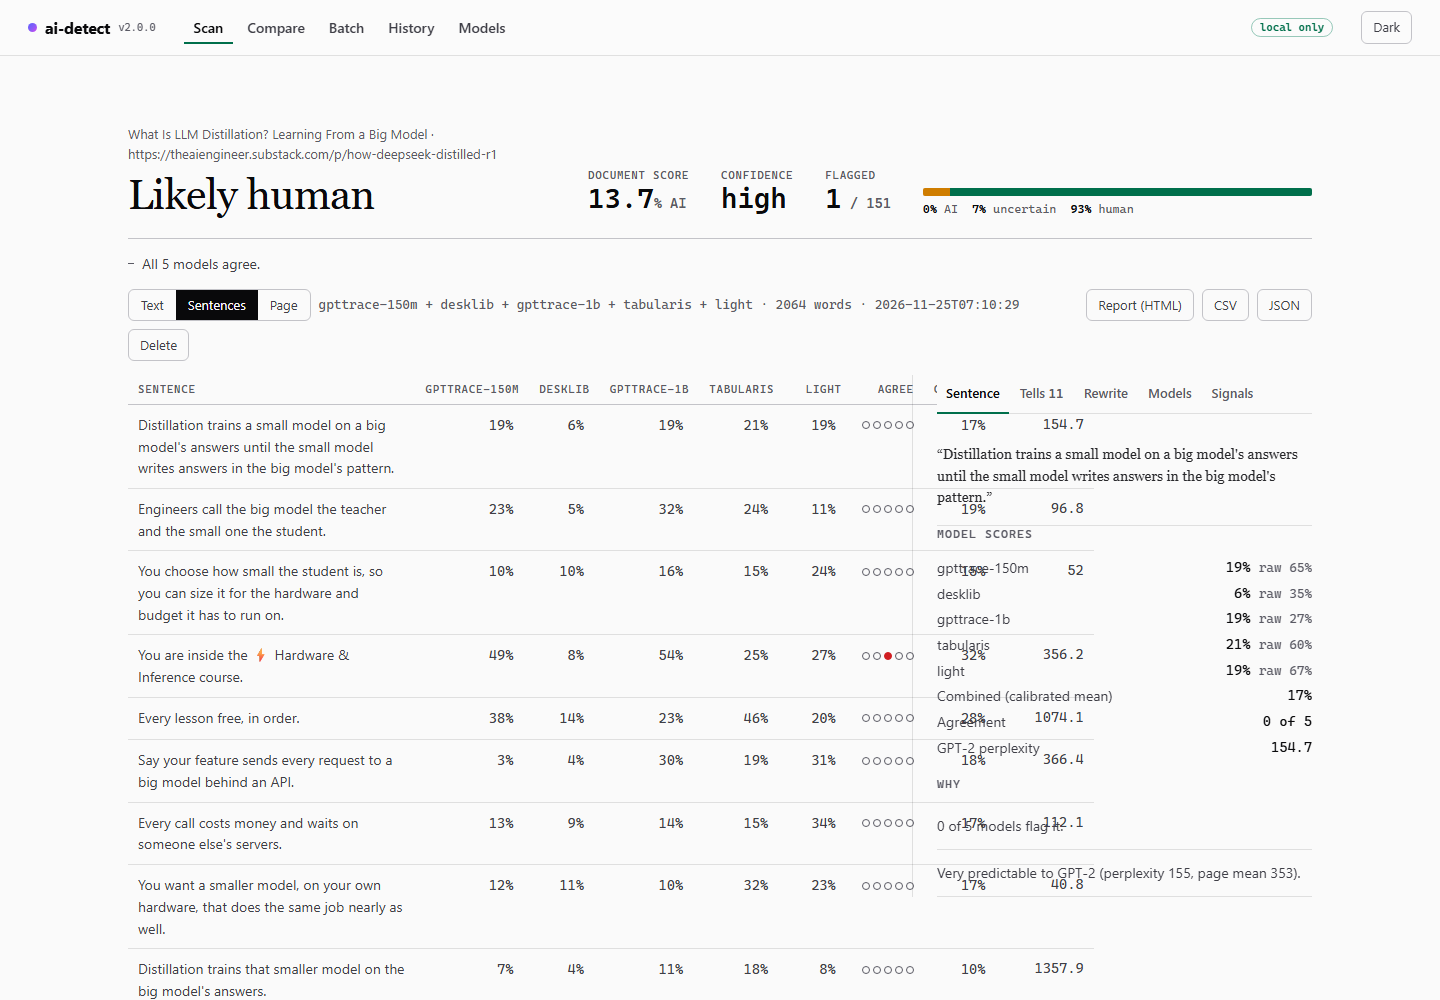 ai-detect v2.0.0 Scan Compare Batch History Models local only Dark
What Is LLM Distillation? Learning From a Big Model ·
https://theaiengineer.substack.com/p/how-deepseek-distilled-r1
Likely human
DOCUMENT SCORE CONFIDENCE FLAGGED
13.7% AI high 1 / 151
0% AI 7% uncertain 93% human
– All 5 models agree.
Text Sentences Page gpttrace-150m + desklib + gpttrace-1b + tabularis + light · 2064 words · 2026-11-25T07:10:29 Report (HTML) CSV JSON
Delete
SENTENCE GPTTRACE-150M DESKLIB GPTTRACE-1B TABULARIS LIGHT AGREE
Distillation trains a small model on a big 19% 6% 19% 21% 19% 17% 154.7
model's answers until the small model
writes answers in the big model's pattern.
Engineers call the big model the teacher 23% 5% 32% 24% 11% 19% 96.8
and the small one the student.
You choose how small the student is, so 10% 10% 16% 15% 24% 15% 52
you can size it for the hardware and
budget it has to run on.
You are inside the ⚡ Hardware & 49% 8% 54% 25% 27% 32% 356.2
Inference course.
Every lesson free, in order. 38% 14% 23% 46% 20% 28% 1074.1
Say your feature sends every request to a 3% 4% 30% 19% 31% 18% 366.4
big model behind an API.
Every call costs money and waits on 13% 9% 14% 15% 34% 17% 112.1
someone else's servers.
You want a smaller model, on your own 12% 11% 10% 32% 23% 17% 40.8
hardware, that does the same job nearly as
well.
Distillation trains that smaller model on the 7% 4% 11% 18% 8% 10% 1357.9
big model's answers.
Sentence Tells 11 Rewrite Models Signals
“Distillation trains a small model on a big model's answers
until the small model writes answers in the big model's
pattern.”
MODEL SCORES
gpttrace-150m 19% raw 65%
desklib 6% raw 35%
gpttrace-1b 19% raw 27%
tabularis 21% raw 60%
light 19% raw 67%
Combined (calibrated mean) 17%
Agreement 0 of 5
GPT-2 perplexity 154.7
WHY
0 of 5 models flag it.
Very predictable to GPT-2 (perplexity 155, page mean 353).